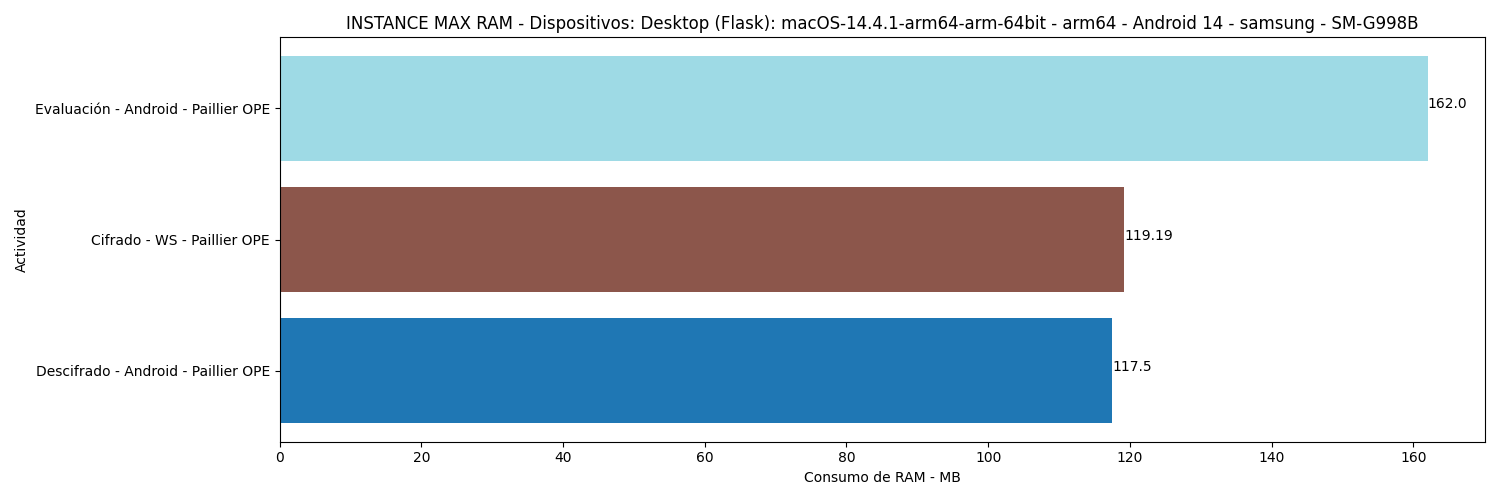 INSTANCE MAX RAM - Dispositivos: Desktop (Flask): macOS-14.4.1-arm64-arm-64bit - arm64 - Android 14 - samsung - SM-G998B
Evaluación - Android - Paillier OPE
162.0
Cifrado - WS - Paillier OPE
119.19
Descifrado - Android - Paillier OPE
117.5
Actividad
0 20 40 60 80 100 120 140 160
Consumo de RAM - MB